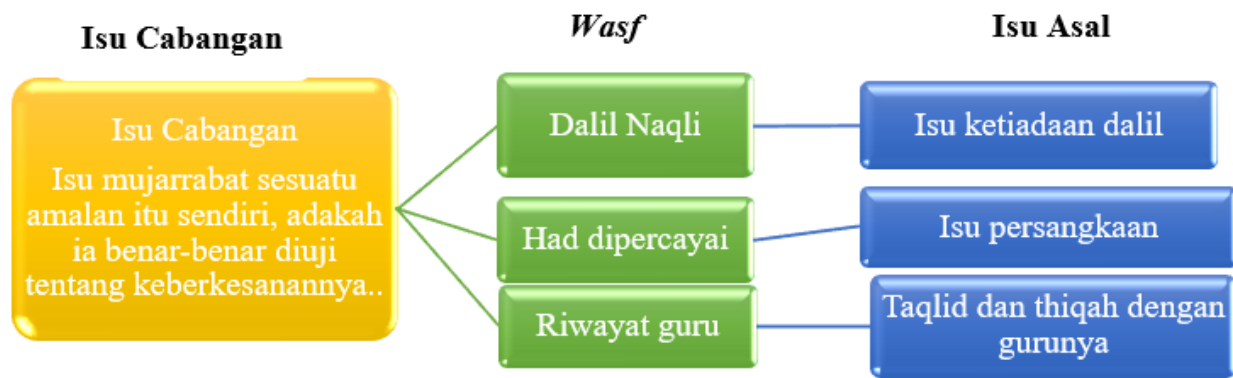 Isu Cabangan
Wasf
Isu Asal
Isu Cabangan
Isu mujarrabat sesuatu
amalan itu sendiri, adakah
ia benar-benar diuji
tentang keberkesanannya..
Dalil Naqli
Isu ketiadaan dalil
Had dipercayai
Isu persangkaan
Riwayat guru
Taqlid dan thiqah dengan
gurunya